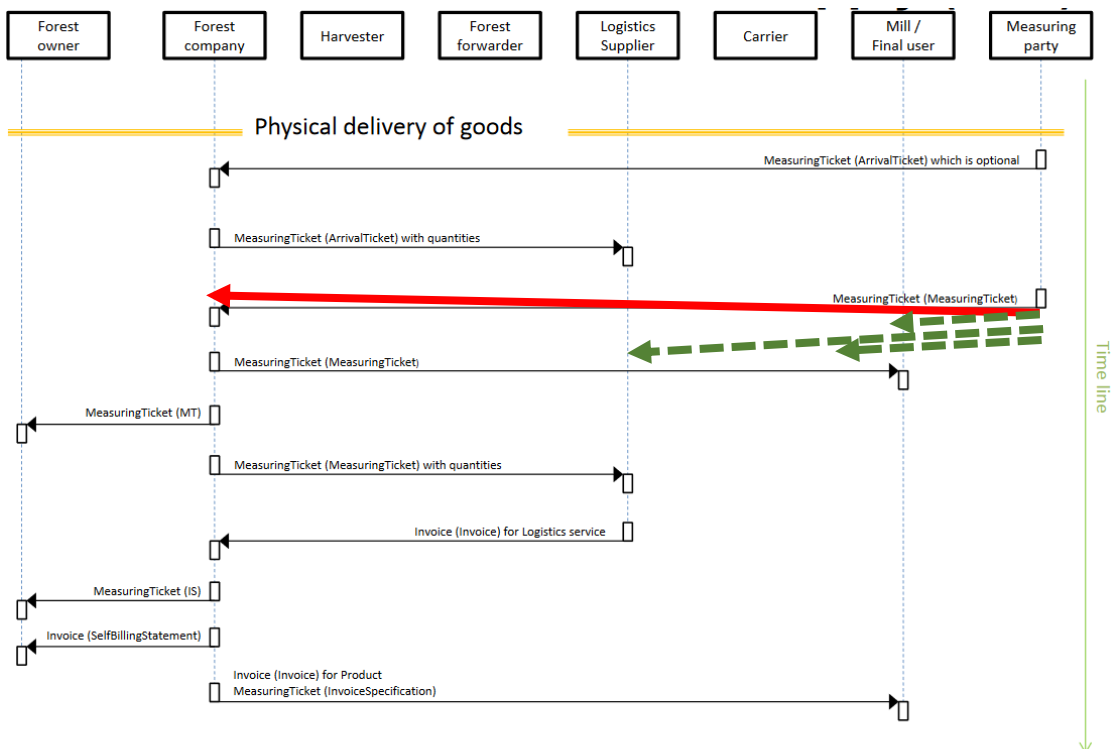 Forest
owner
Forest
company
Harvester
Forest
forwarder
Logistics
Supplier
Carrier
Mill /
Final user
Measuring
party
Physical delivery of goods
MeasuringTicket (ArrivalTicket) which is optional
MeasuringTicket (ArrivalTicket) with quantities
MeasuringTicket (MeasuringTicket)
MeasuringTicket (MeasuringTicket)
MeasuringTicket (MT)
MeasuringTicket (MeasuringTicket) with quantities
Invoice (Invoice) for Logistics service
MeasuringTicket (IS)
Invoice (SelfBillingStatement)
Invoice (Invoice) for Product
MeasuringTicket (InvoiceSpecification)
Time line